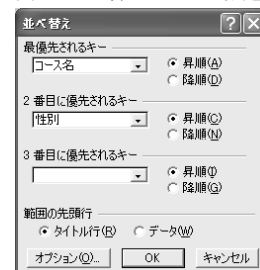 並べ替え
最優先されるキー
コース名
昇順(A)
降順(D)
2 番目に優先されるキー
性別
昇順(C)
降順(N)
3 番目に優先されるキー
昇順(I)
降順(G)
範囲の先頭行
タイトル行(R) データ(W)
オプション(O)... OK キャンセル